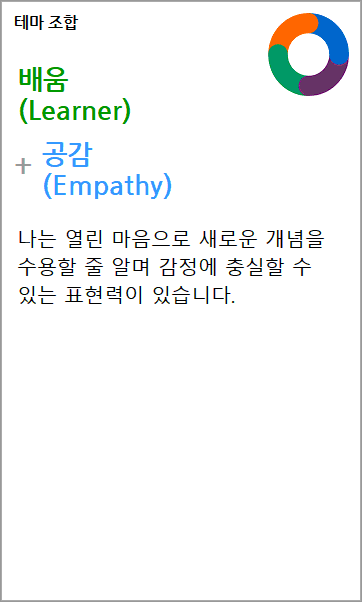 테마 조합
배움
(Learner)
+ 공감
(Empathy)
나는 열린 마음으로 새로운 개념을
수용할 줄 알며 감정에 충실할 수
있는 표현력이 있습니다.